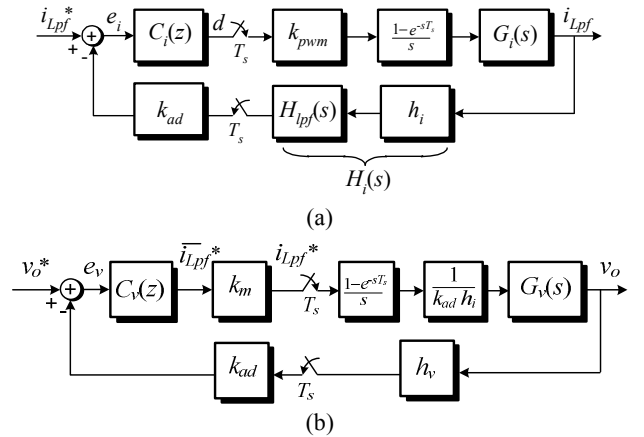 i_Lpf* e_i C_i(z) d T_s k_pwm 1−e^-sT_s / s G_i(s) i_Lpf
+ -
k_ad T_s H_lpf(s) h_i
H_i(s)
(a)
v_o* e_v C_v(z) i̅_Lpf* k_m i_Lpf* T_s 1−e^-sT_s / s 1 / k_ad h_i G_v(s) v_o
+ -
k_ad T_s h_v
(b)